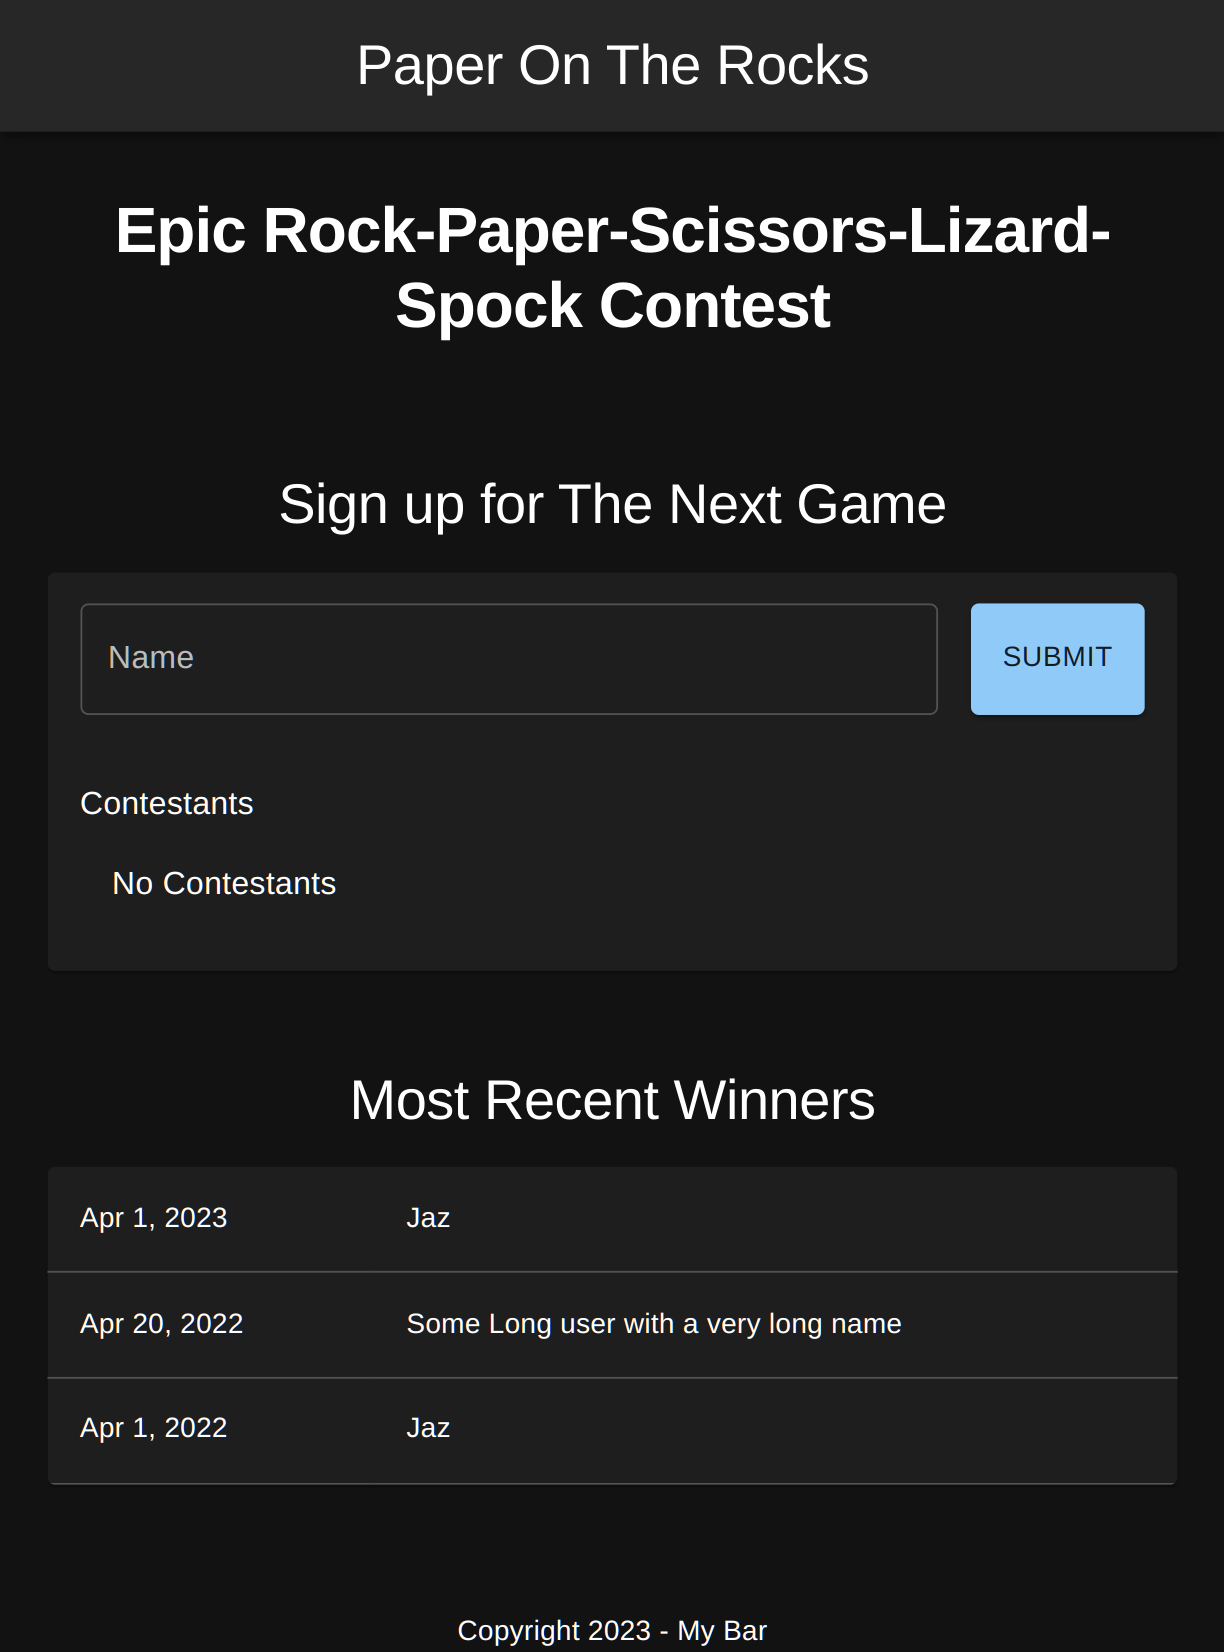 Paper On The Rocks
Epic Rock-Paper-Scissors-Lizard-
Spock Contest
Sign up for The Next Game
Name
SUBMIT
Contestants
No Contestants
Most Recent Winners
Apr 1, 2023 Jaz
Apr 20, 2022 Some Long user with a very long name
Apr 1, 2022 Jaz
Copyright 2023 - My Bar